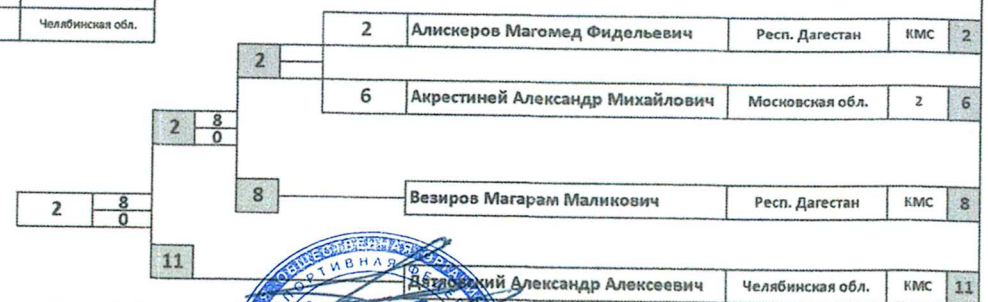 Челябинская обл.
2 Алискеров Магомед Фидельевич Респ. Дагестан КМС 2
2
6 Акрестиней Александр Михайлович Московская обл. 2 6
2 8
0
8 Везиров Магарам Маликович Респ. Дагестан КМС 8
2 8
0
11
ОБЩЕСТВЕННАЯ
Александр Алексеевич Челябинская обл. КМС 11